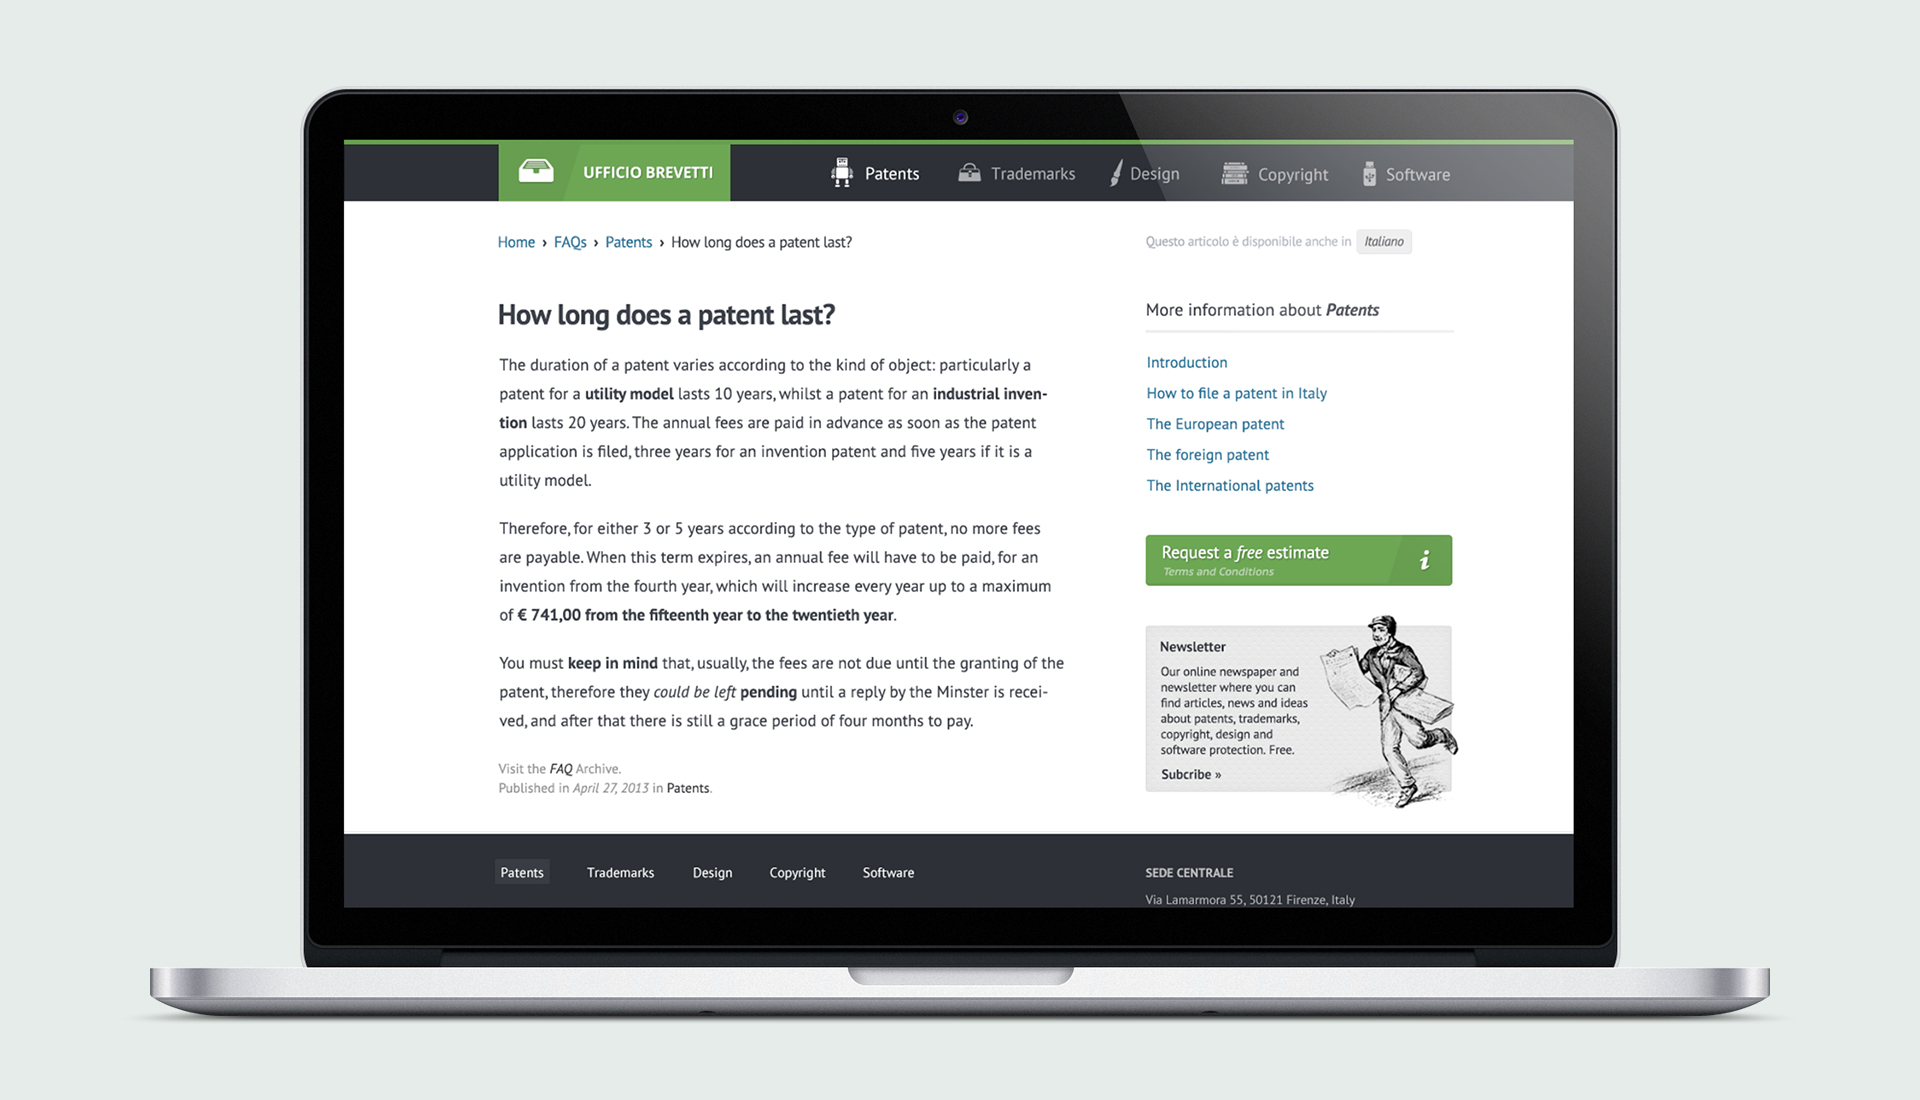 UFFICIO BREVETTI
Patents
Trademarks
Design
Copyright
Software
Home › FAQs › Patents › How long does a patent last?
Questo articolo è disponibile anche in Italiano
How long does a patent last?
The duration of a patent varies according to the kind of object: particularly a
patent for a utility model lasts 10 years, whilst a patent for an industrial inven-
tion lasts 20 years. The annual fees are paid in advance as soon as the patent
application is filed, three years for an invention patent and five years if it is a
utility model.
Therefore, for either 3 or 5 years according to the type of patent, no more fees
are payable. When this term expires, an annual fee will have to be paid, for an
invention from the fourth year, which will increase every year up to a maximum
of € 741,00 from the fifteenth year to the twentieth year.
You must keep in mind that, usually, the fees are not due until the granting of the
patent, therefore they could be left pending until a reply by the Minster is recei-
ved, and after that there is still a grace period of four months to pay.
Visit the FAQ Archive.
Published in April 27, 2013 in Patents.
More information about Patents
Introduction
How to file a patent in Italy
The European patent
The foreign patent
The International patents
Request a free estimate
Terms and Conditions
i
Newsletter
Our online newspaper and
newsletter where you can
find articles, news and ideas
about patents, trademarks,
copyright, design and
software protection. Free.
Subcribe »
Patents
Trademarks
Design
Copyright
Software
SEDE CENTRALE
Via Lamarmora 55, 50121 Firenze, Italy